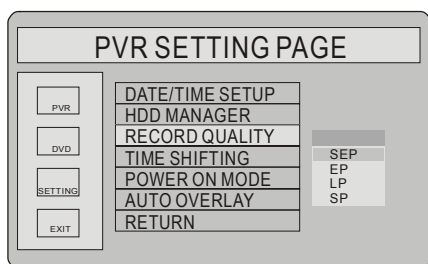 PVR SETTING PAGE
PVR
DVD
SETTING
EXIT
DATE/TIME SETUP
HDD MANAGER
RECORD QUALITY
TIME SHIFTING
POWER ON MODE
AUTO OVERLAY
RETURN
SEP
EP
LP
SP